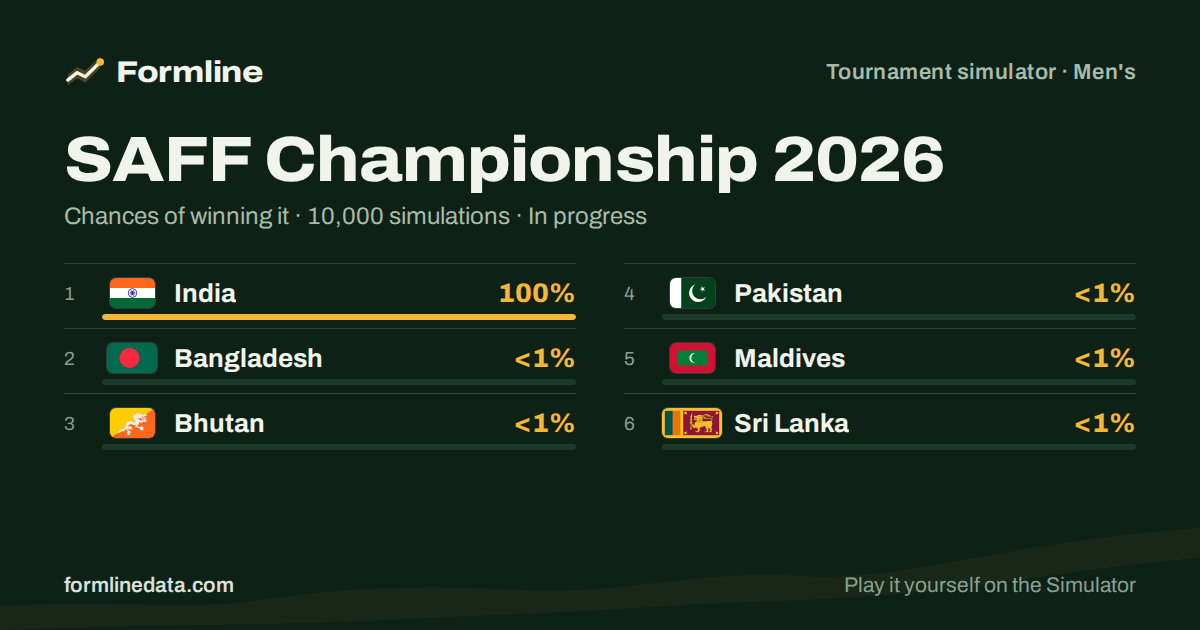 Formline
Tournament simulator · Men's
SAFF Championship 2026
Chances of winning it · 10,000 simulations · In progress
1 India 100%
2 Bangladesh <1%
3 Bhutan <1%
4 Pakistan <1%
5 Maldives <1%
6 Sri Lanka <1%
formlinedata.com
Play it yourself on the Simulator